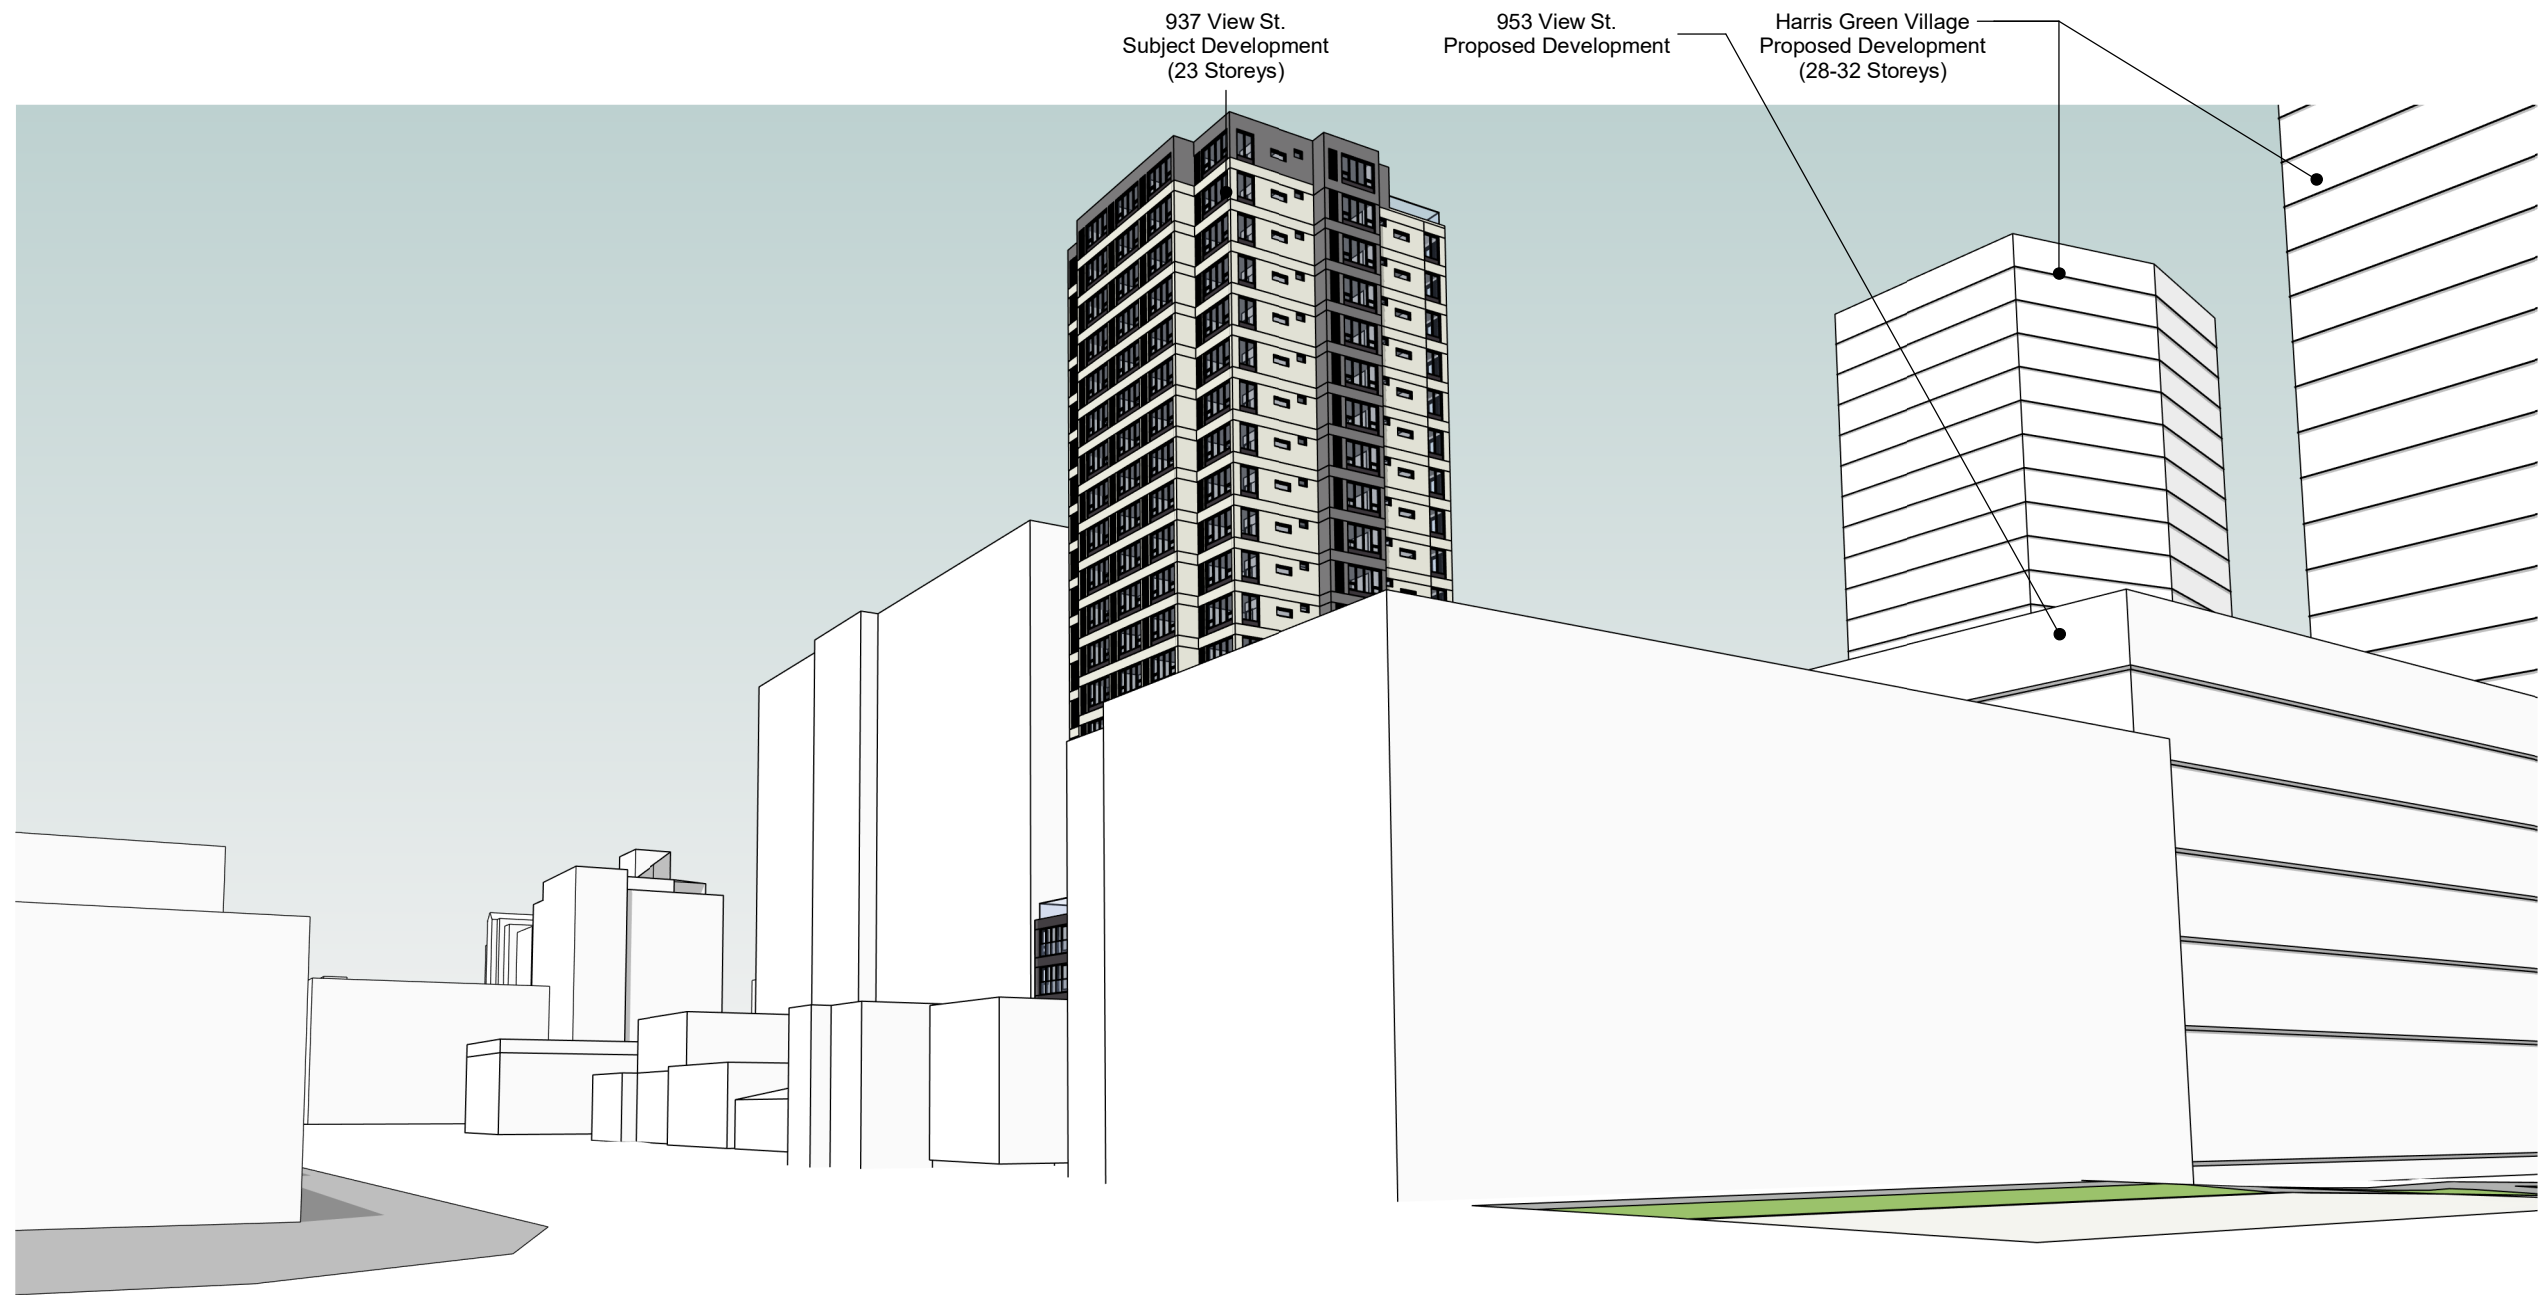 937 View St.
Subject Development
(23 Storeys)
953 View St.
Proposed Development
Harris Green Village
Proposed Development
(28-32 Storeys)